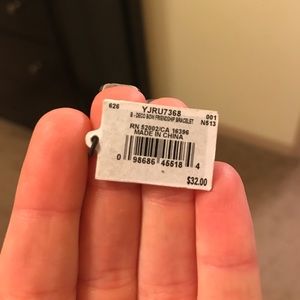 626 YJRU7368 001
B - DECO BOW FRIENDSHIP BRACELET N513
RN 52002/CA 16396
MADE IN CHINA
0 98686 45518 4
$32.00